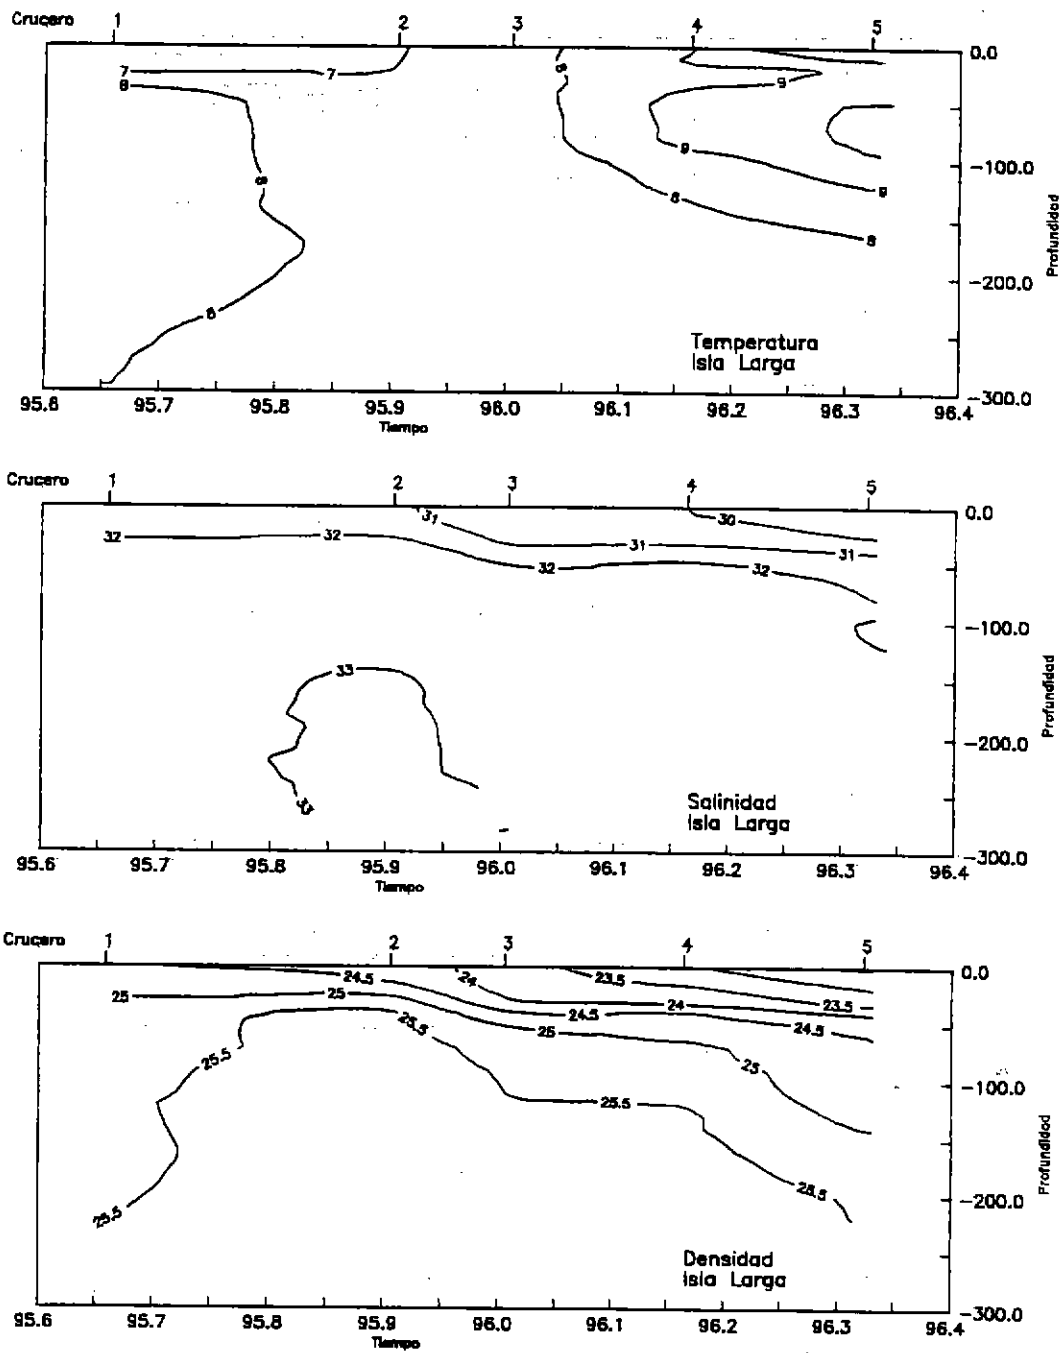 Crucero 1 2 3 4 5
7 7 8 9 0.0
8
8 9 -100.0
8 9
8
-200.0
8
Temperatura
Isla Larga
-300.0
Profundidad
95.6 95.7 95.8 95.9 96.0 96.1 96.2 96.3 96.4
Tiempo
Crucero 1 2 3 4 5
31 30 0.0
32 32 31 31
32 32
-100.0
33
-200.0
33
Salinidad
Isla Larga
-300.0
Profundidad
95.6 95.7 95.8 95.9 96.0 96.1 96.2 96.3 96.4
Tiempo
Crucero 1 2 3 4 5
24.5 24 23.5 0.0
25 25 24 23.5
25.5 24.5 24.5
25.5 25 25
25.5 -100.0
25.5 25.5 -200.0
Densidad
Isla Larga
-300.0
Profundidad
95.6 95.7 95.8 95.9 96.0 96.1 96.2 96.3 96.4
Tiempo